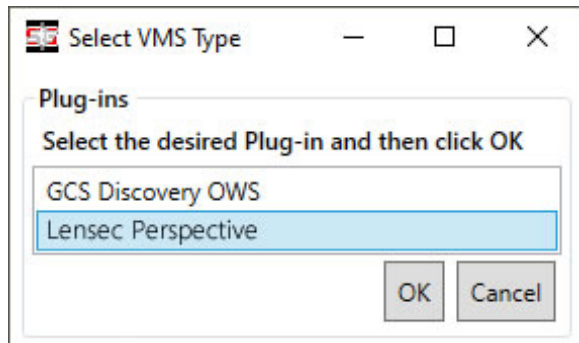 Select VMS Type
Plug-ins
Select the desired Plug-in and then click OK
GCS Discovery OWS
Lensec Perspective
OK Cancel